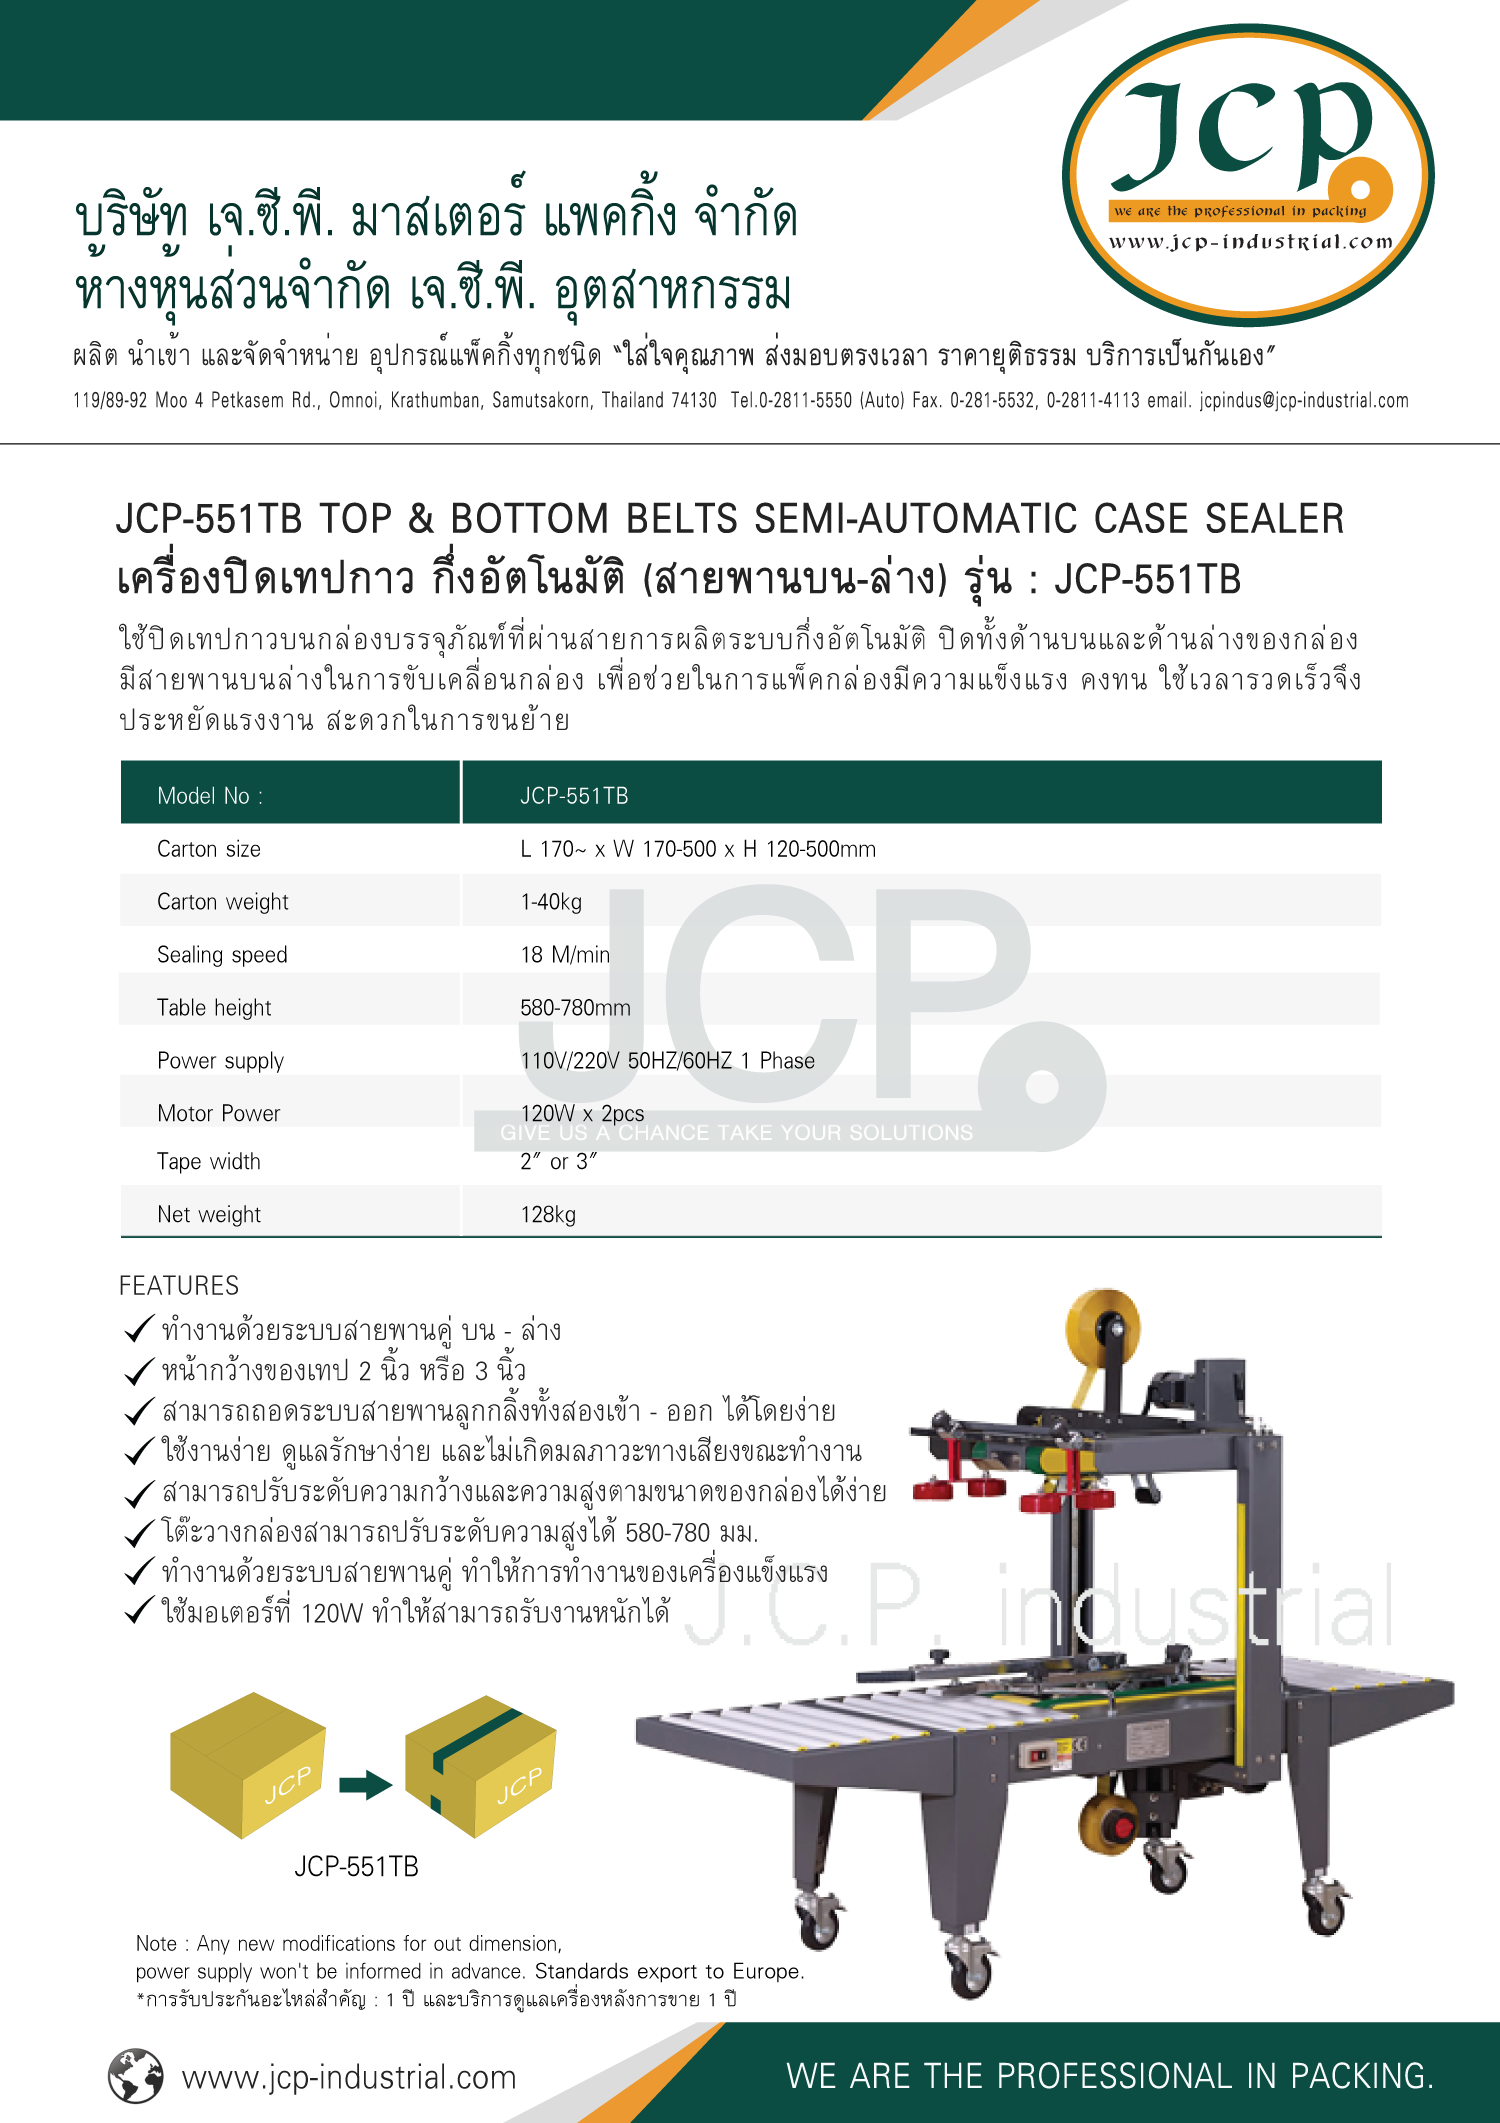 JCP
we are the professional in packing
www.jcp-industrial.com
บริษัท เจ.ซี.พี. มาสเตอร์ แพคกิ้ง จำกัด
ห้างหุ้นส่วนจำกัด เจ.ซี.พี. อุตสาหกรรม
ผลิต นำเข้า และจัดจำหน่าย อุปกรณ์แพ็คกิ้งทุกชนิด "ใส่ใจคุณภาพ ส่งมอบตรงเวลา ราคายุติธรรม บริการเป็นกันเอง"
119/89-92 Moo 4 Petkasem Rd., Omnoi, Krathumban, Samutsakorn, Thailand 74130 Tel.0-2811-5550 (Auto) Fax. 0-281-5532, 0-2811-4113 email. jcpindus@jcp-industrial.com
JCP-551TB TOP & BOTTOM BELTS SEMI-AUTOMATIC CASE SEALER
เครื่องปิดเทปกาว กึ่งอัตโนมัติ (สายพานบน-ล่าง) รุ่น : JCP-551TB
ใช้ปิดเทปกาวบนกล่องบรรจุภัณฑ์ที่ผ่านสายการผลิตระบบกึ่งอัตโนมัติ ปิดทั้งด้านบนและด้านล่างของกล่อง
มีสายพานบนล่างในการขับเคลื่อนกล่อง เพื่อช่วยในการแพ็คกล่องมีความแข็งแรง คงทน ใช้เวลารวดเร็วจึง
ประหยัดแรงงาน สะดวกในการขนย้าย
Model No : JCP-551TB
Carton size L 170~ x W 170-500 x H 120-500mm
Carton weight 1-40kg
Sealing speed 18 M/min
Table height 580-780mm
Power supply 110V/220V 50HZ/60HZ 1 Phase
Motor Power 120W x 2pcs
Tape width 2" or 3"
Net weight 128kg
JCP
GIVE US A CHANCE TAKE YOUR SOLUTIONS
FEATURES
ทำงานด้วยระบบสายพานคู่ บน - ล่าง
หน้ากว้างของเทป 2 นิ้ว หรือ 3 นิ้ว
สามารถถอดระบบสายพานลูกกลิ้งทั้งสองเข้า - ออก ได้โดยง่าย
ใช้งานง่าย ดูแลรักษาง่าย และไม่เกิดมลภาวะทางเสียงขณะทำงาน
สามารถปรับระดับความกว้างและความสูงตามขนาดของกล่องได้ง่าย
โต๊ะวางกล่องสามารถปรับระดับความสูงได้ 580-780 มม.
ทำงานด้วยระบบสายพานคู่ ทำให้การทำงานของเครื่องแข็งแรง
ใช้มอเตอร์ที่ 120W ทำให้สามารถรับงานหนักได้
J.C.P. industrial
JCP
JCP
JCP-551TB
Note : Any new modifications for out dimension,
power supply won't be informed in advance. Standards export to Europe.
*การรับประกันอะไหล่สำคัญ : 1 ปี และบริการดูแลเครื่องหลังการขาย 1 ปี
www.jcp-industrial.com
WE ARE THE PROFESSIONAL IN PACKING.